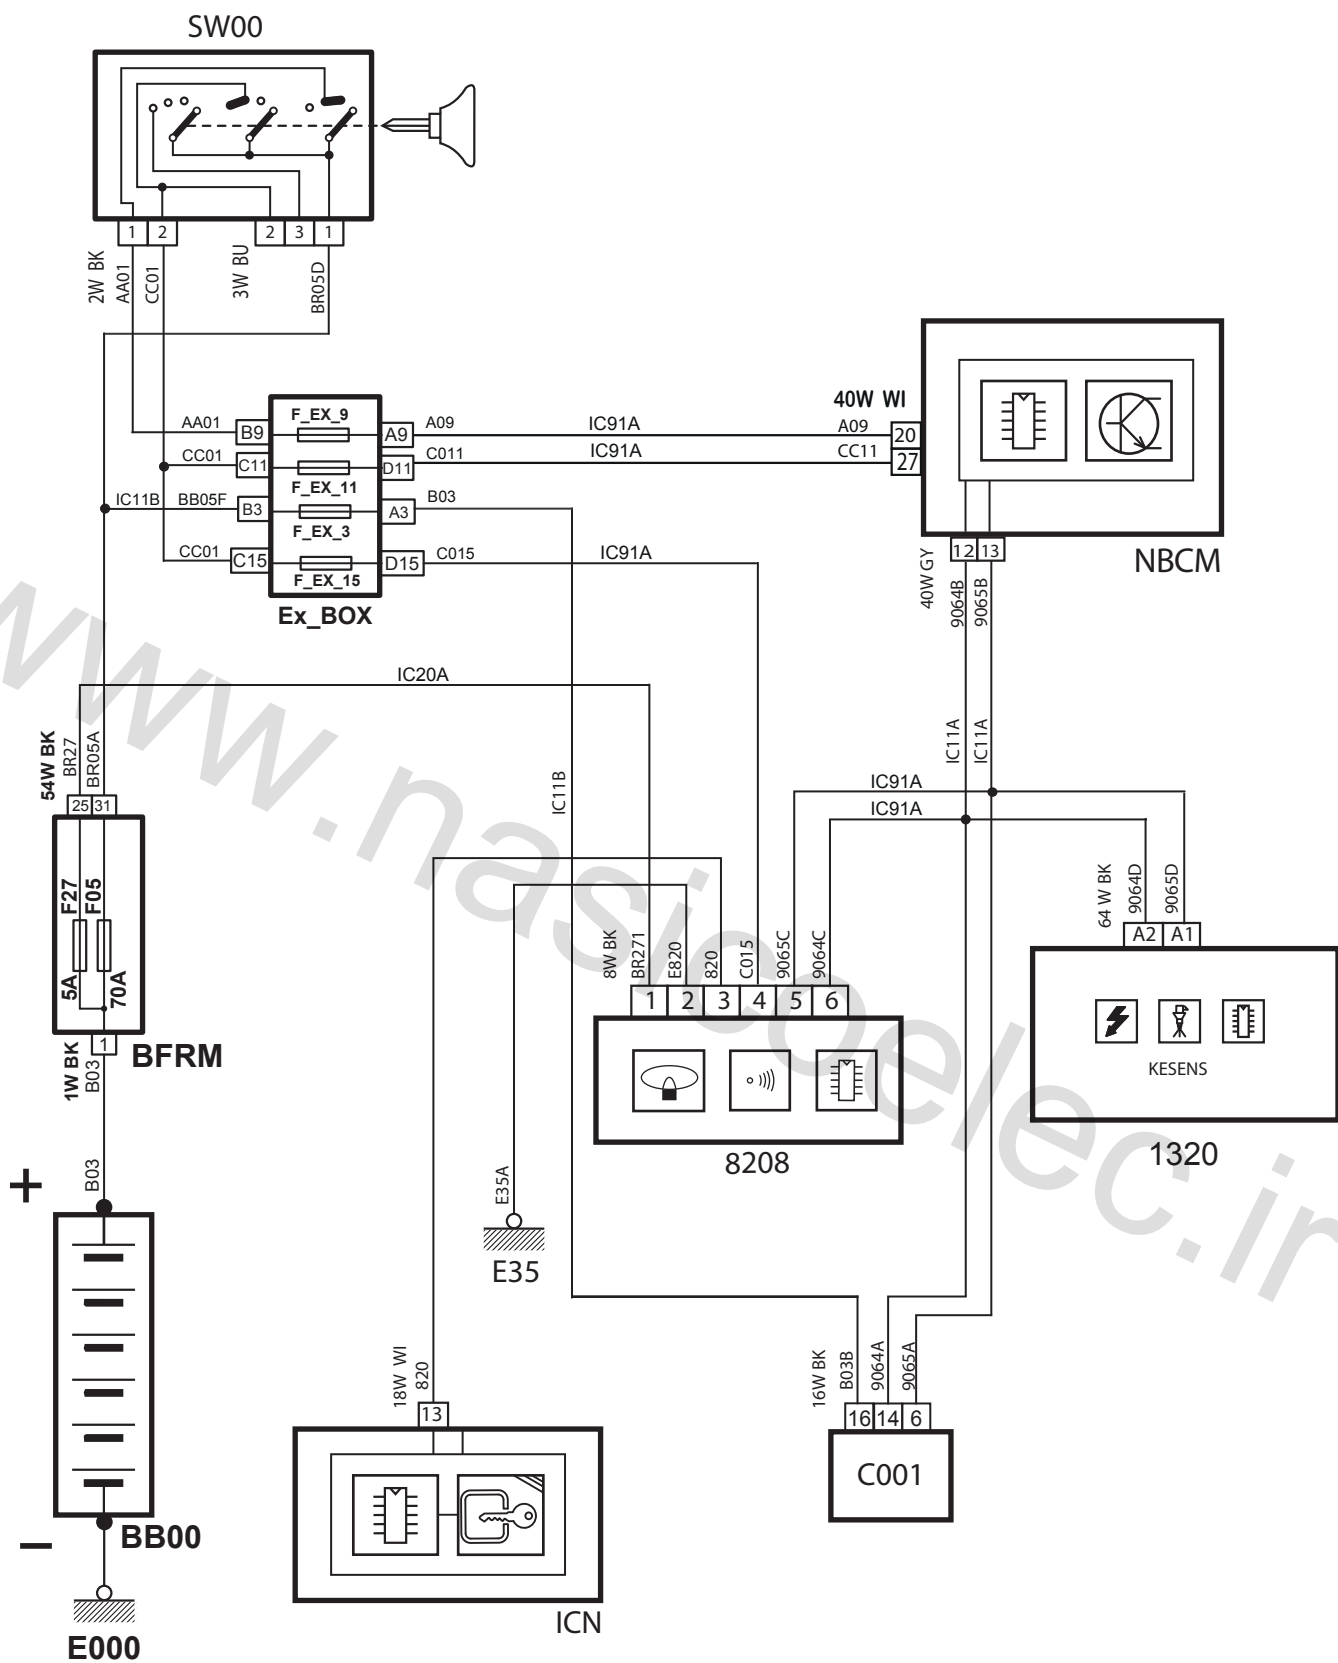 SW00
1 2 2 3 1
2W BK
AA01
CC01
3W BU
BR05D
40W WI
AA01
B9
F_EX_9
A9
A09
IC91A
A09
20
CC01
C11
F_EX_11
D11
C011
IC91A
CC11
27
IC11B
BB05F
B3
F_EX_3
A3
B03
CC01
C15
F_EX_15
D15
C015
IC91A
Ex_BOX
12 13
NBCM
40W GY
9064B
9065B
IC20A
54W BK
BR27
BR05A
IC11A
IC11A
IC11B
IC91A
IC91A
25 31
F27
F05
5A
70A
1
BFRM
1W BK
B03
8W BK
BR271
E820
820
C015
9065C
9064C
1 2 3 4 5 6
8208
64 W BK
9064D
9065D
A2 A1
KESENS
1320
B03
+
E35A
E35
BB00
–
E000
18W WI
820
13
ICN
16W BK
B03B
9064A
9065A
16 14 6
C001
www.nasicoelec.ir